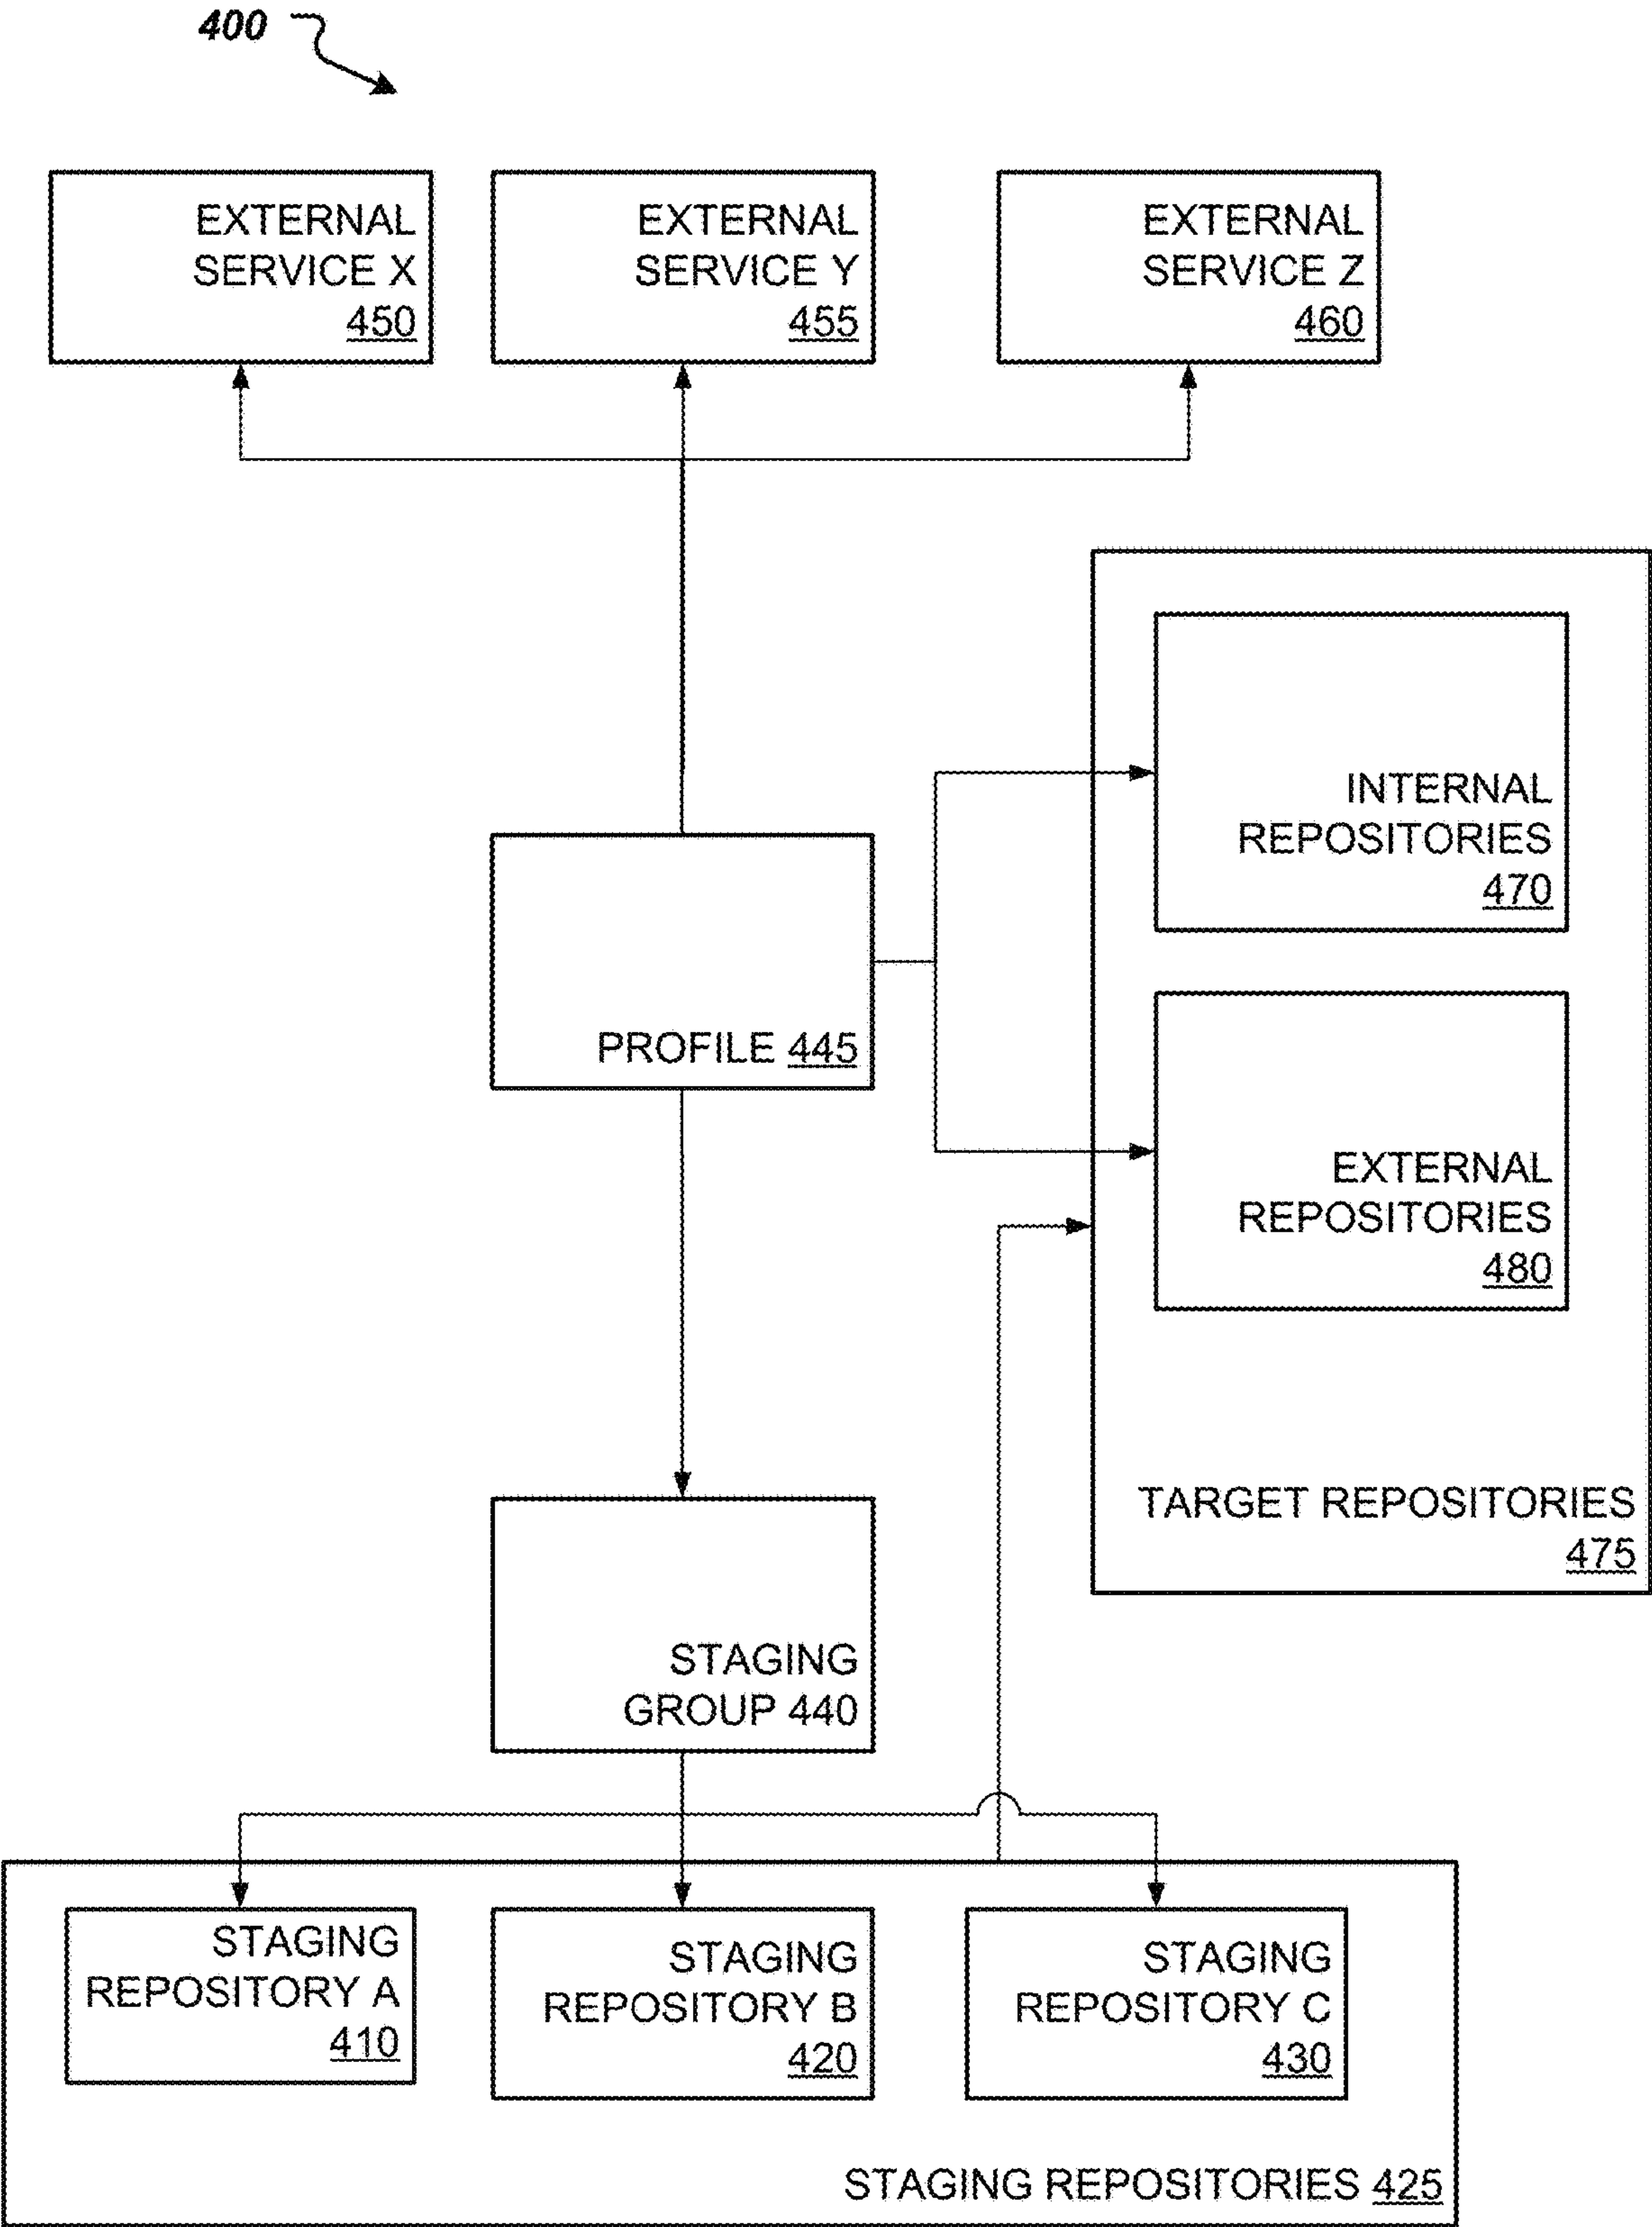 400
EXTERNAL
SERVICE X
450
EXTERNAL
SERVICE Y
455
EXTERNAL
SERVICE Z
460
INTERNAL
REPOSITORIES
470
PROFILE 445
EXTERNAL
REPOSITORIES
480
TARGET REPOSITORIES
475
STAGING
GROUP 440
STAGING
REPOSITORY A
410
STAGING
REPOSITORY B
420
STAGING
REPOSITORY C
430
STAGING REPOSITORIES 425